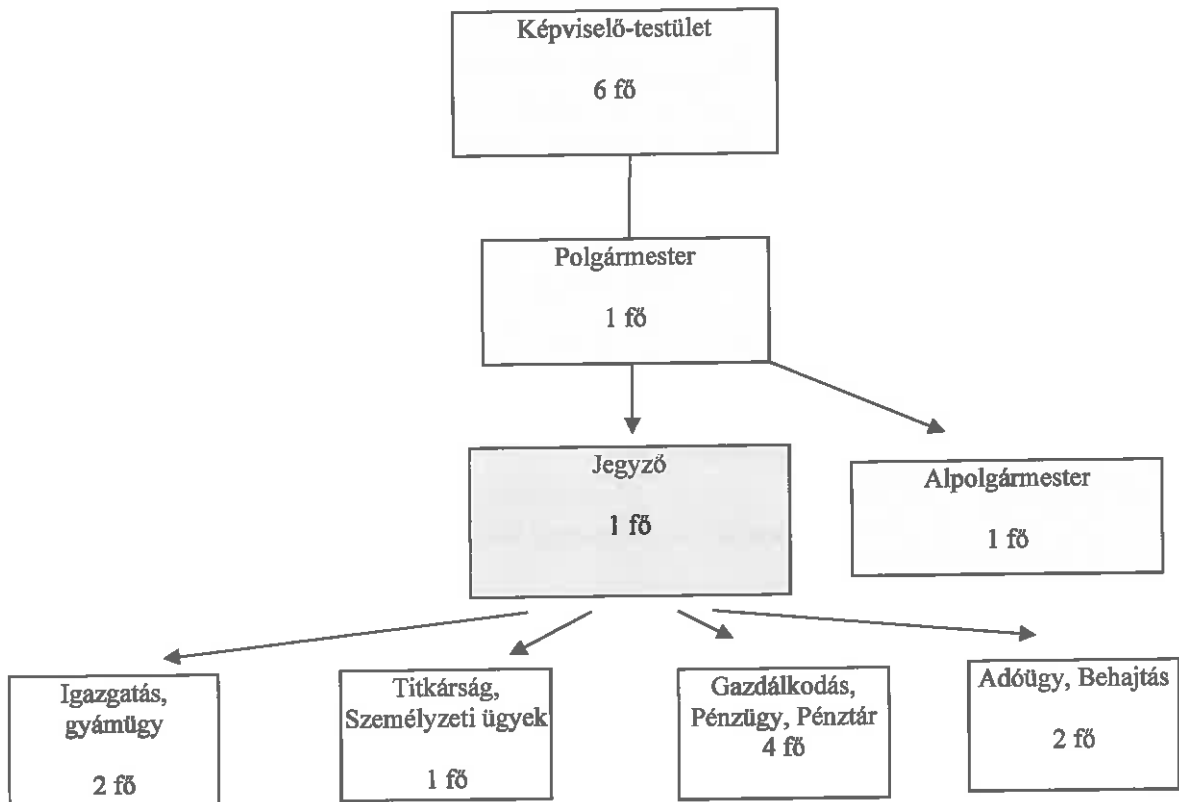 Képviselő-testület
6 fő
Polgármester
1 fő
Jegyző
1 fő
Alpolgármester
1 fő
Igazgatás,
gyámügy
2 fő
Titkárság,
Személyzeti ügyek
1 fő
Gazdálkodás,
Pénzügy, Pénztár
4 fő
Adóügy, Behajtás
2 fő